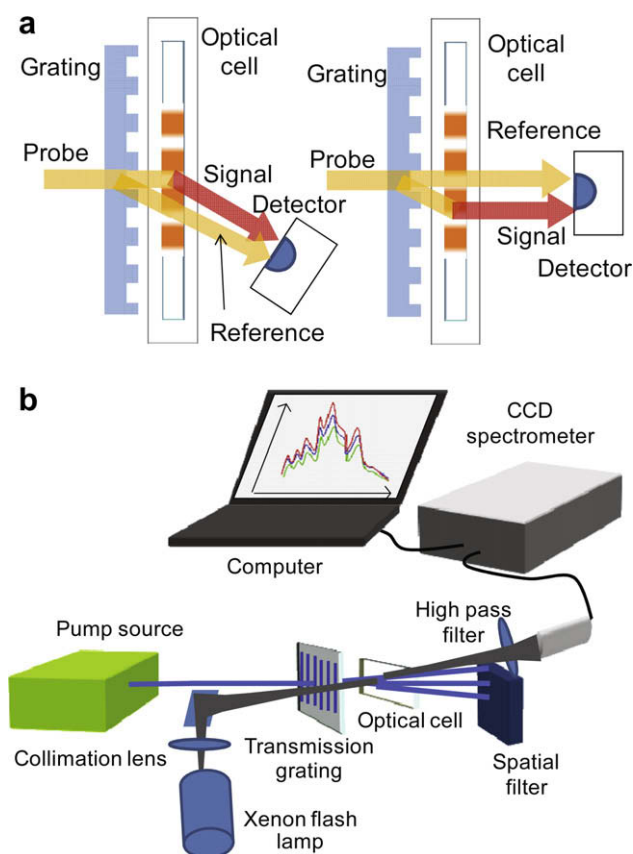 a
Grating
Optical
cell
Probe
Signal
Detector
Reference
Grating
Optical
cell
Reference
Probe
Signal
Detector
b
CCD
spectrometer
Computer
High pass
filter
Pump source
Optical cell
Collimation lens
Transmission
grating
Spatial
filter
Xenon flash
lamp